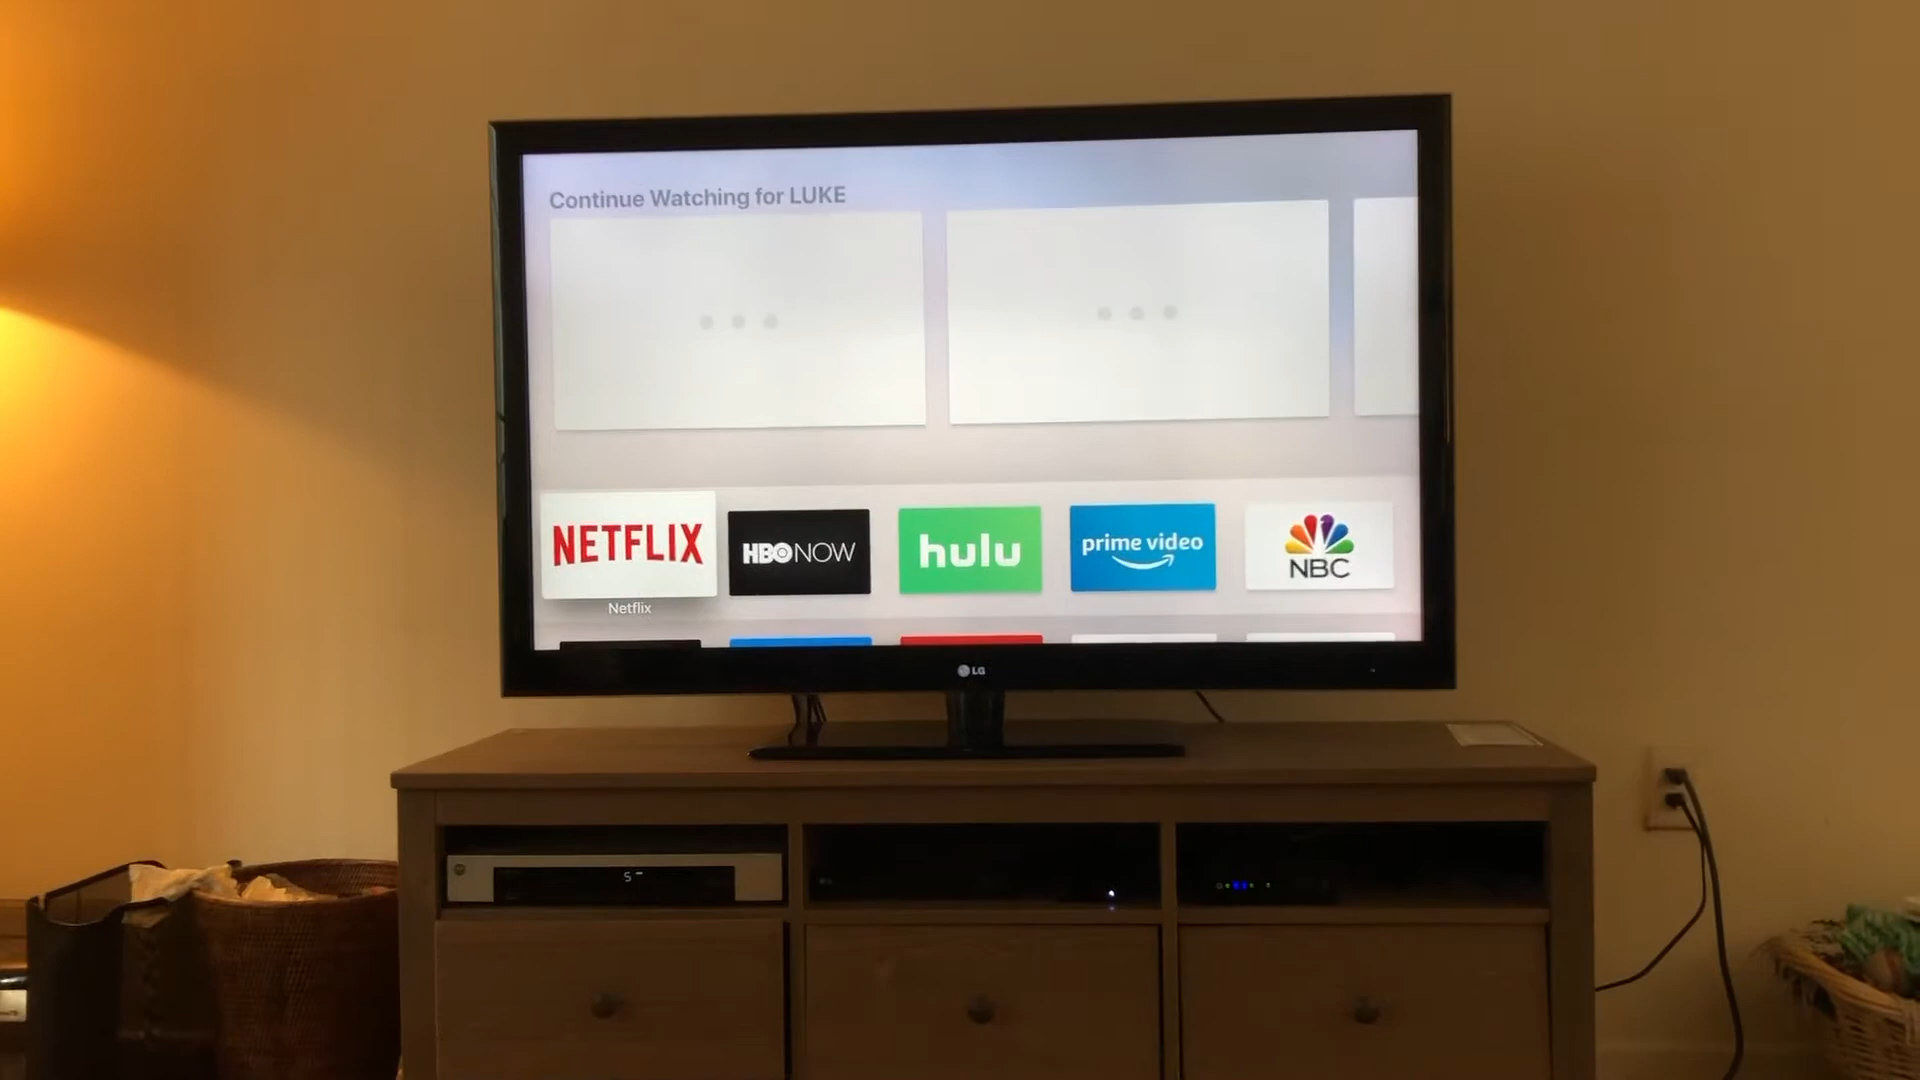 Continue Watching for LUKE
NETFLIX
HBO NOW
hulu
prime video
NBC
Netflix
LG